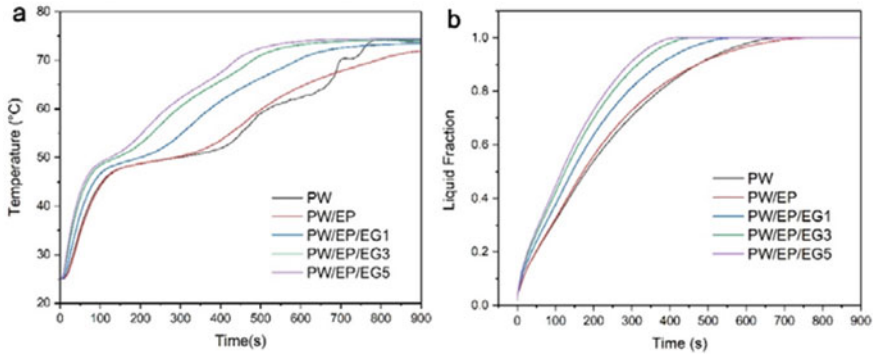 a
80
70
60
50
40
30
20
Temperature (°C)
0 100 200 300 400 500 600 700 800 900
Time(s)
PW
PW/EP
PW/EP/EG1
PW/EP/EG3
PW/EP/EG5
b
1.0
0.8
0.6
0.4
0.2
0.0
Liquid Fraction
0 100 200 300 400 500 600 700 800 900
Time (s)
PW
PW/EP
PW/EP/EG1
PW/EP/EG3
PW/EP/EG5